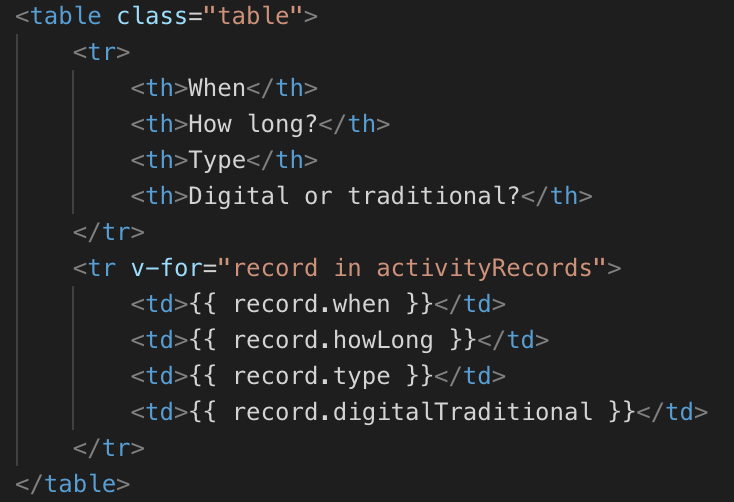 <table class="table">
    <tr>
        <th>When</th>
        <th>How long?</th>
        <th>Type</th>
        <th>Digital or traditional?</th>
    </tr>
    <tr v-for="record in activityRecords">
        <td>{{ record.when }}</td>
        <td>{{ record.howLong }}</td>
        <td>{{ record.type }}</td>
        <td>{{ record.digitalTraditional }}</td>
    </tr>
</table>